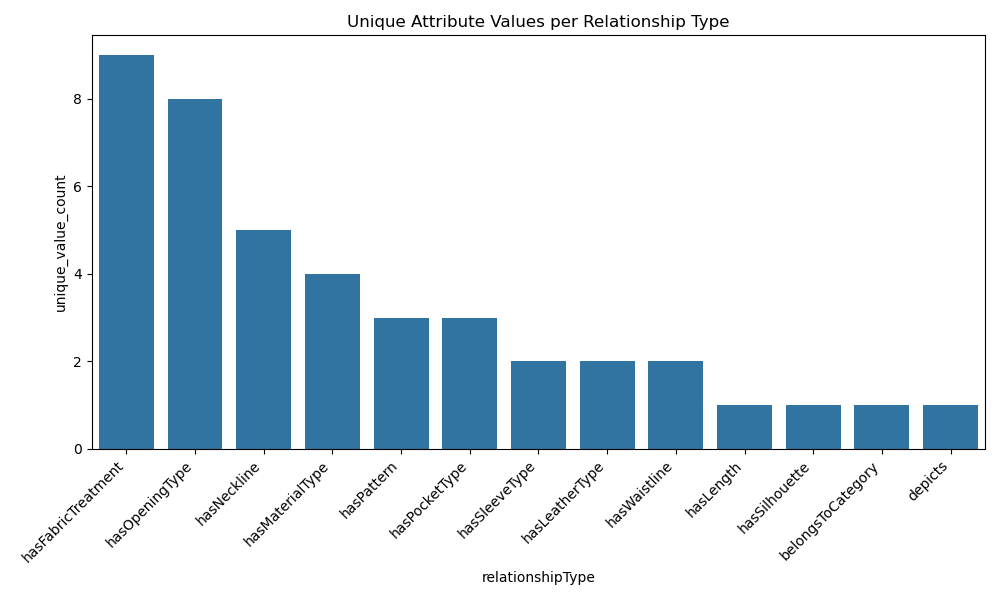 Unique Attribute Values per Relationship Type
unique_value_count
8
6
4
2
0
hasFabricTreatment
hasOpeningType
hasNeckline
hasMaterialType
hasPattern
hasPocketType
hasSleeveType
hasLeatherType
hasWaistline
hasLength
hasSilhouette
belongsToCategory
depicts
relationshipType